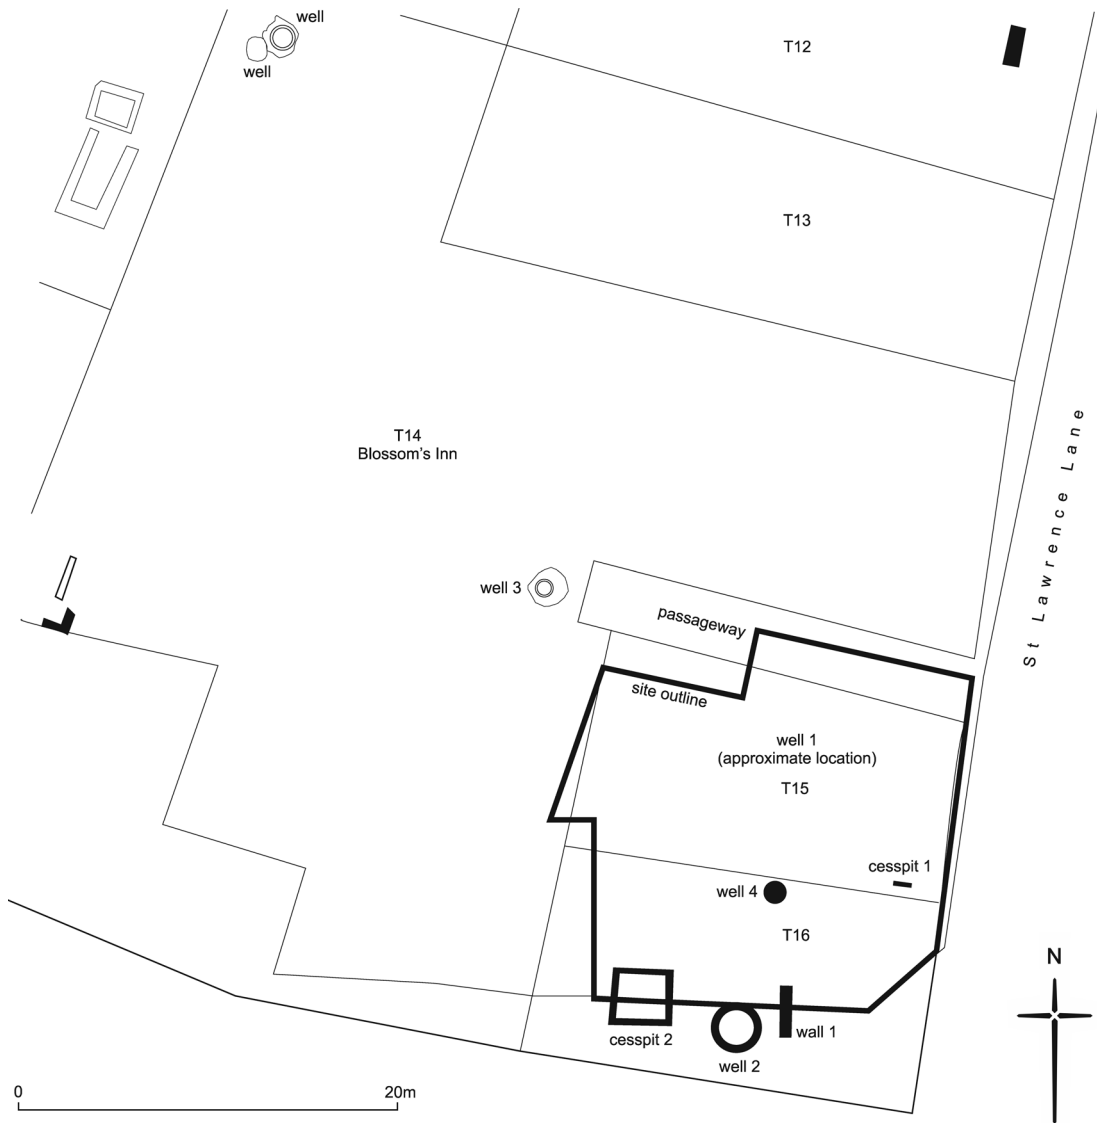 well
well
T12
T13
T14
Blossom's Inn
St Lawrence Lane
well 3
passageway
site outline
well 1
(approximate location)
T15
cesspit 1
well 4
T16
N
cesspit 2
wall 1
well 2
0 20m